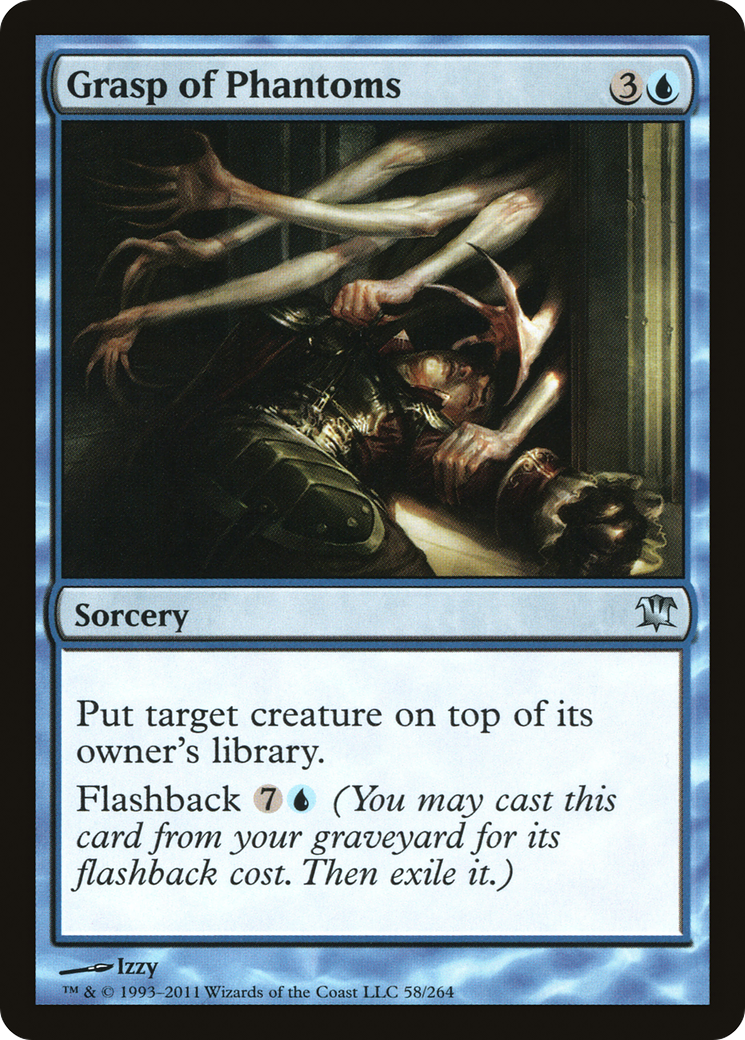 Grasp of Phantoms 3
Sorcery
Put target creature on top of its
owner's library.
Flashback 7 (You may cast this
card from your graveyard for its
flashback cost. Then exile it.)
Izzy
™ & © 1993–2011 Wizards of the Coast LLC 58/264